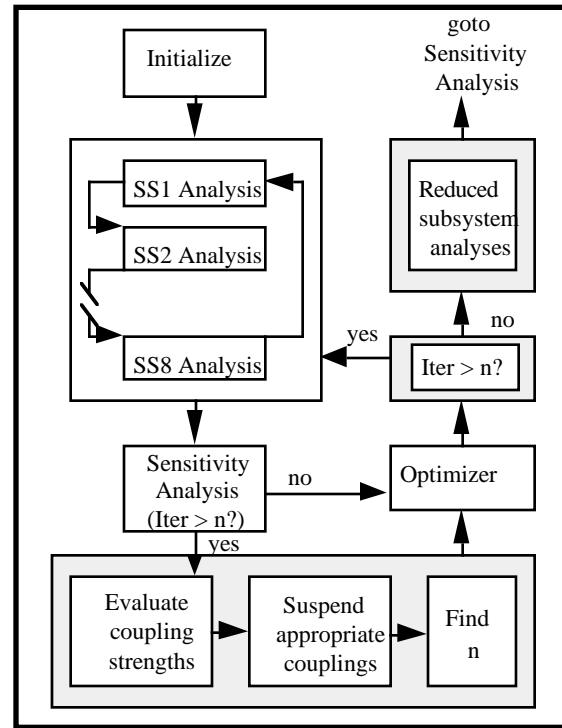 Initialize
goto
Sensitivity
Analysis
SS1 Analysis
SS2 Analysis
SS8 Analysis
Reduced
subsystem
analyses
yes
no
Iter > n?
Sensitivity
Analysis
(Iter > n?)
no
Optimizer
yes
Evaluate
coupling
strengths
Suspend
appropriate
couplings
Find
n